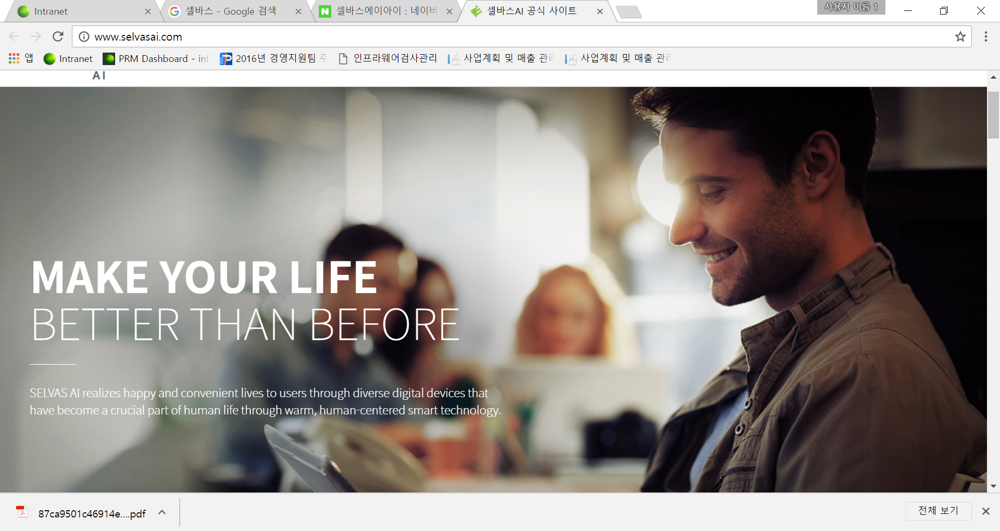 Intranet
셀바스 - Google 검색
셀바스에이아이 : 네이버
셀바스AI 공식 사이트
사용자 이름 1
www.selvasai.com
앱
Intranet
PRM Dashboard - inf
2016년 경영지원팀 주
인프라웨어검사관리
사업계획 및 매출 관리
사업계획 및 매출 관리
AI
MAKE YOUR LIFE
BETTER THAN BEFORE
SELVAS AI realizes happy and convenient lives to users through diverse digital devices that
have become a crucial part of human life through warm, human-centered smart technology.
87ca9501c46914e....pdf
전체 보기